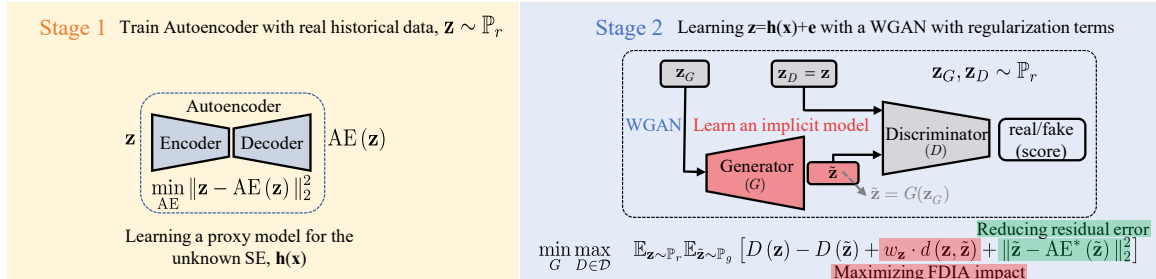 Stage 1 Train Autoencoder with real historical data, z ∼ ℙ_r
Autoencoder
z Encoder Decoder AE (z)
min_AE ‖z − AE (z)‖₂²
Learning a proxy model for the
unknown SE, h(x)
Stage 2 Learning z=h(x)+e with a WGAN with regularization terms
z_G z_D = z z_G, z_D ∼ ℙ_r
WGAN Learn an implicit model
Discriminator
(D)
real/fake
(score)
Generator
(G)
z̃
z̃ = G(z_G)
Reducing residual error
min_G max_{D∈𝒟} 𝔼_{z∼ℙ_r} 𝔼_{z̃∼ℙ_g} [D (z) − D (z̃) + w_z · d (z, z̃) + ‖z̃ − AE* (z̃)‖₂²]
Maximizing FDIA impact